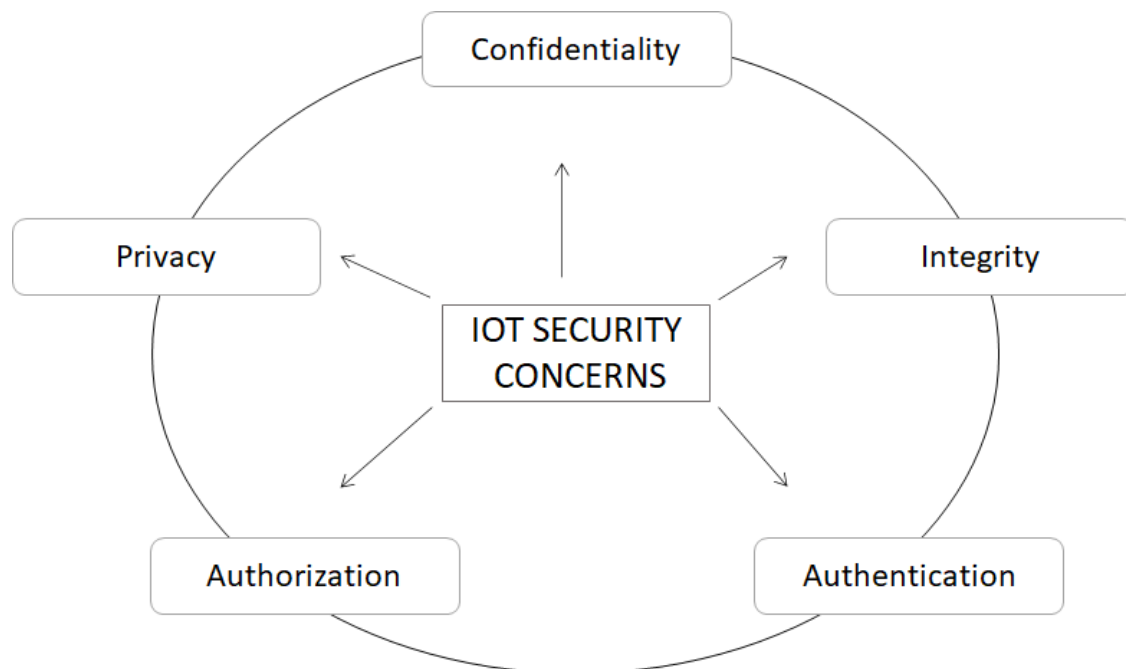 Confidentiality
Privacy
Integrity
IOT SECURITY
CONCERNS
Authorization
Authentication